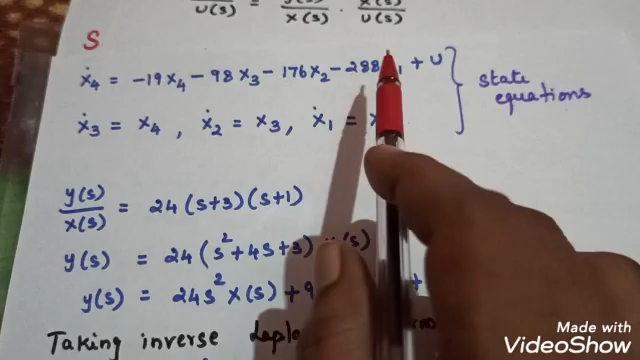 U(s) = X(s) · U(s)
S
ẋ₄ = -19x₄ - 98x₃ - 176x₂ - 288 ₁ + U
state
equations
ẋ₃ = x₄ , ẋ₂ = x₃ , ẋ₁ =
y(s)/x(s) = 24(s+3)(s+1)
y(s) = 24(s²+4s+3) (s)
y(s) = 24s² x(s) + 9 +
Taking inverse
Made with
VideoShow